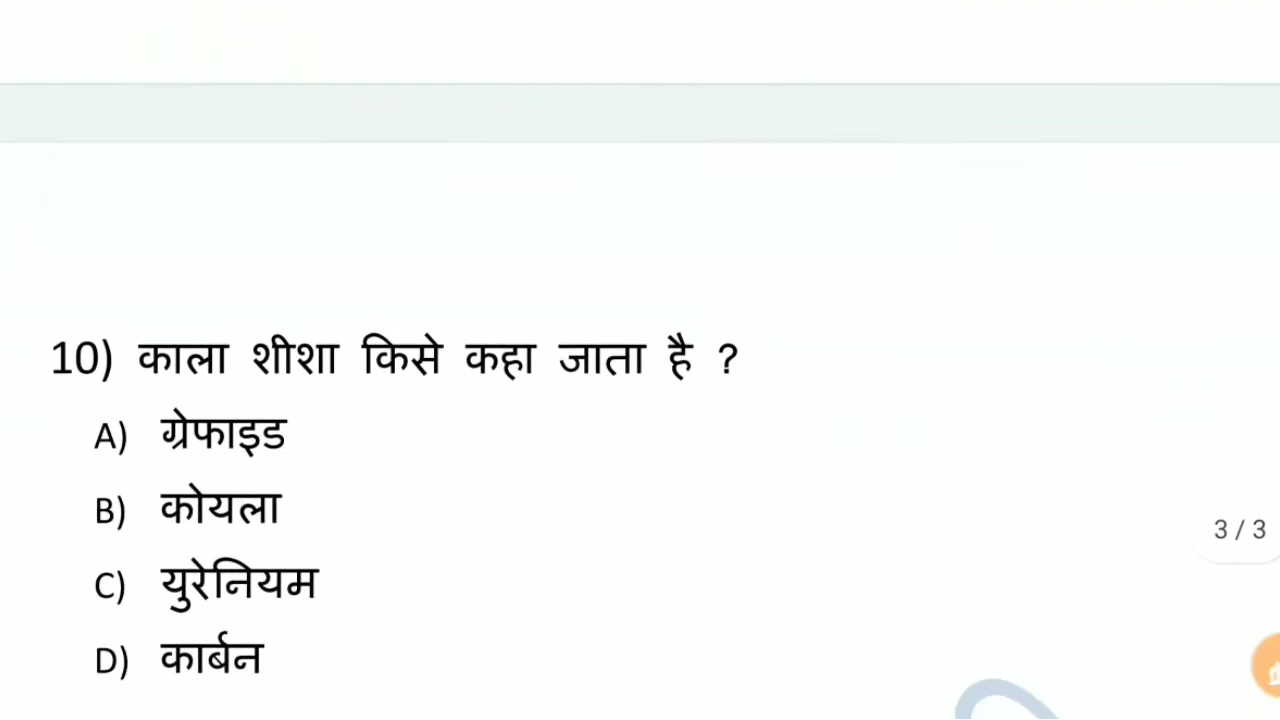 10) काला शीशा किसे कहा जाता है ?
A) ग्रेफाइड
B) कोयला
C) युरेनियम
D) कार्बन
3 / 3